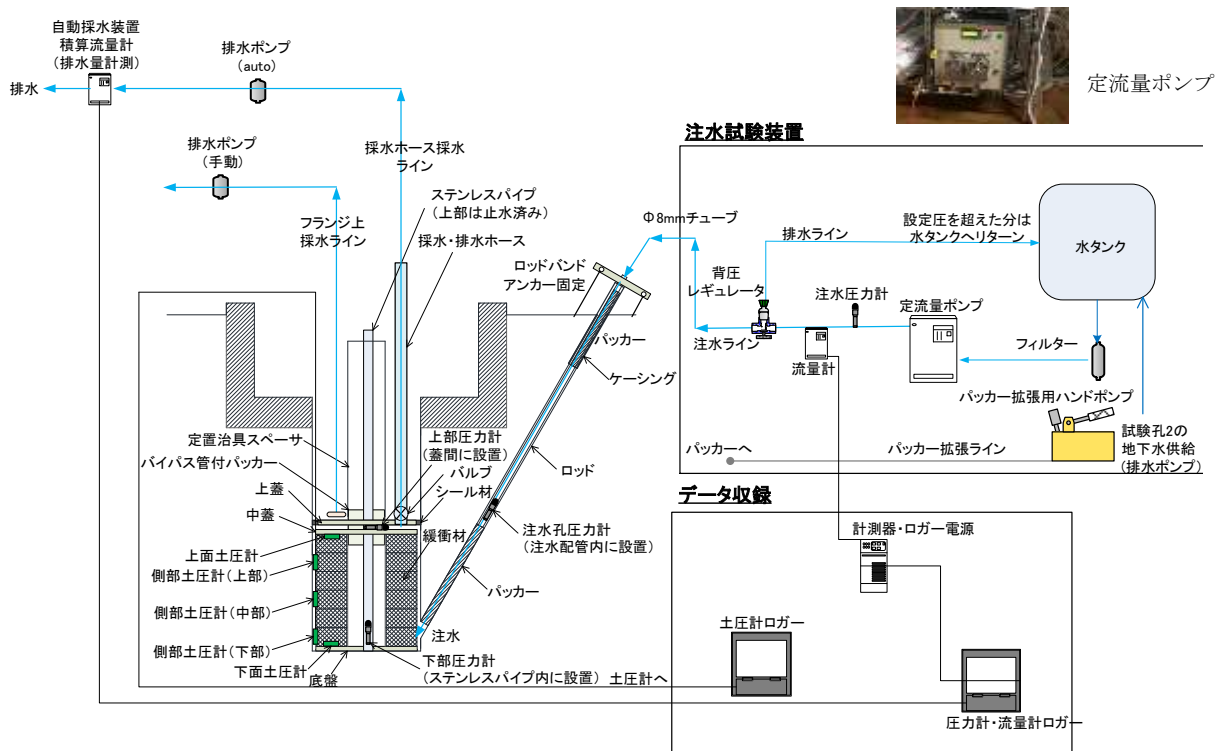 自動採水装置
積算流量計
(排水量計測)
排水
排水ポンプ
(auto)
排水ポンプ
(手動)
採水ホース採水
ライン
フランジ上
採水ライン
ステンレスパイプ
(上部は止水済み)
採水・排水ホース
ロッドバンド
アンカー固定
Φ8mmチューブ
パッカー
ケーシング
ロッド
定置治具スペーサ
バイパス管付パッカー
上蓋
中蓋
上部圧力計
(蓋間に設置)
バルブ
シール材
緩衝材
注水孔圧力計
(注水配管内に設置)
パッカー
上面土圧計
側部土圧計(上部)
側部土圧計(中部)
側部土圧計(下部)
下面土圧計
底盤
注水
下部圧力計
(ステンレスパイプ内に設置)
土圧計へ
定流量ポンプ
注水試験装置
排水ライン
設定圧を超えた分は
水タンクへリターン
水タンク
背圧
レギュレータ
注水圧力計
定流量ポンプ
注水ライン
流量計
フィルター
パッカー拡張用ハンドポンプ
パッカーへ
パッカー拡張ライン
試験孔2の
地下水供給
(排水ポンプ)
データ収録
計測器・ロガー電源
土圧計ロガー
圧力計・流量計ロガー